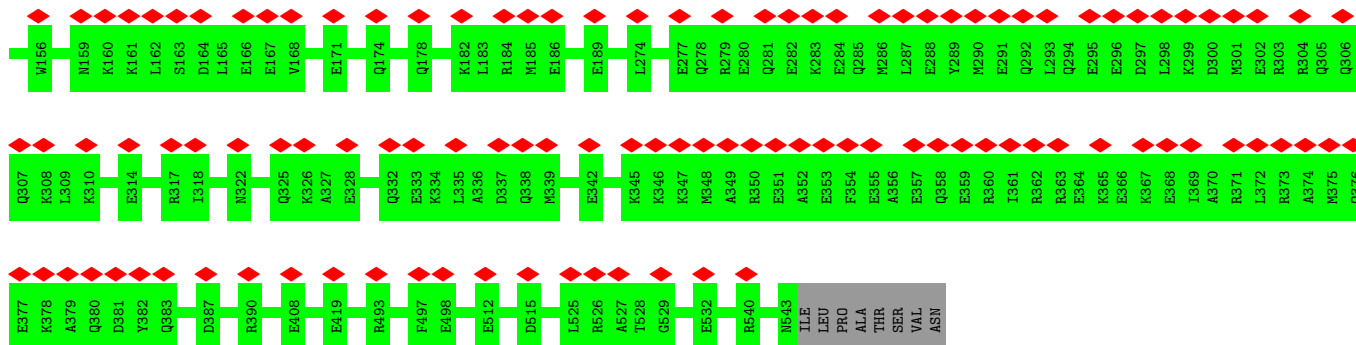 W156 N159 K160 K161 L162 S163 D164 L165 E166 E167 V168 E171 Q174 Q178 K182 L183 R184 M185 E186 E189 L274 E277 Q278 R279 E280 Q281 E282 K283 E284 Q285 M286 L287 E288 Y289 M290 E291 Q292 L293 Q294 E295 E296 D297 L298 K299 D300 M301 E302 R303 R304 Q305 Q306
Q307 K308 L309 K310 E314 R317 I318 N322 Q325 K326 A327 E328 Q332 E333 K334 L335 A336 D337 Q338 M339 E342 K345 K346 K347 M348 A349 R350 E351 A352 E353 F354 E355 A356 E357 Q358 E359 R360 I361 R362 R363 E364 K365 E366 K367 E368 I369 A370 R371 L372 R373 A374 M375 Q376
E377 K378 A379 Q380 D381 Y382 Q383 D387 R390 E408 E419 R493 F497 E498 E512 D515 L525 R526 A527 T528 G529 E532 R540 N543 ILE LEU PRO ALA THR SER VAL ASN